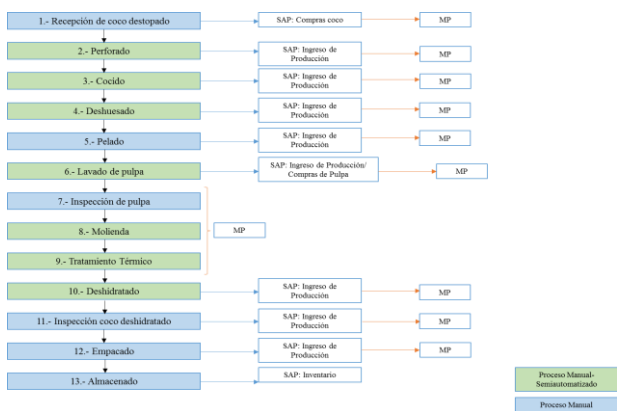 1.- Recepción de coco destopado
SAP: Compras coco
MP
2.- Perforado
SAP: Ingreso de
Producción
MP
3.- Cocido
SAP: Ingreso de
Producción
MP
4.- Deshuesado
SAP: Ingreso de
Producción
MP
5.- Pelado
SAP: Ingreso de
Producción
MP
6.- Lavado de pulpa
SAP: Ingreso de Producción/
Compras de Pulpa
MP
7.- Inspección de pulpa
8.- Molienda
MP
9.- Tratamiento Térmico
10.- Deshidratado
SAP: Ingreso de
Producción
MP
11.- Inspección coco deshidratado
SAP: Ingreso de
Producción
MP
12.- Empacado
SAP: Ingreso de
Producción
MP
13.- Almacenado
SAP: Inventario
Proceso Manual-
Semiautomatizado
Proceso Manual